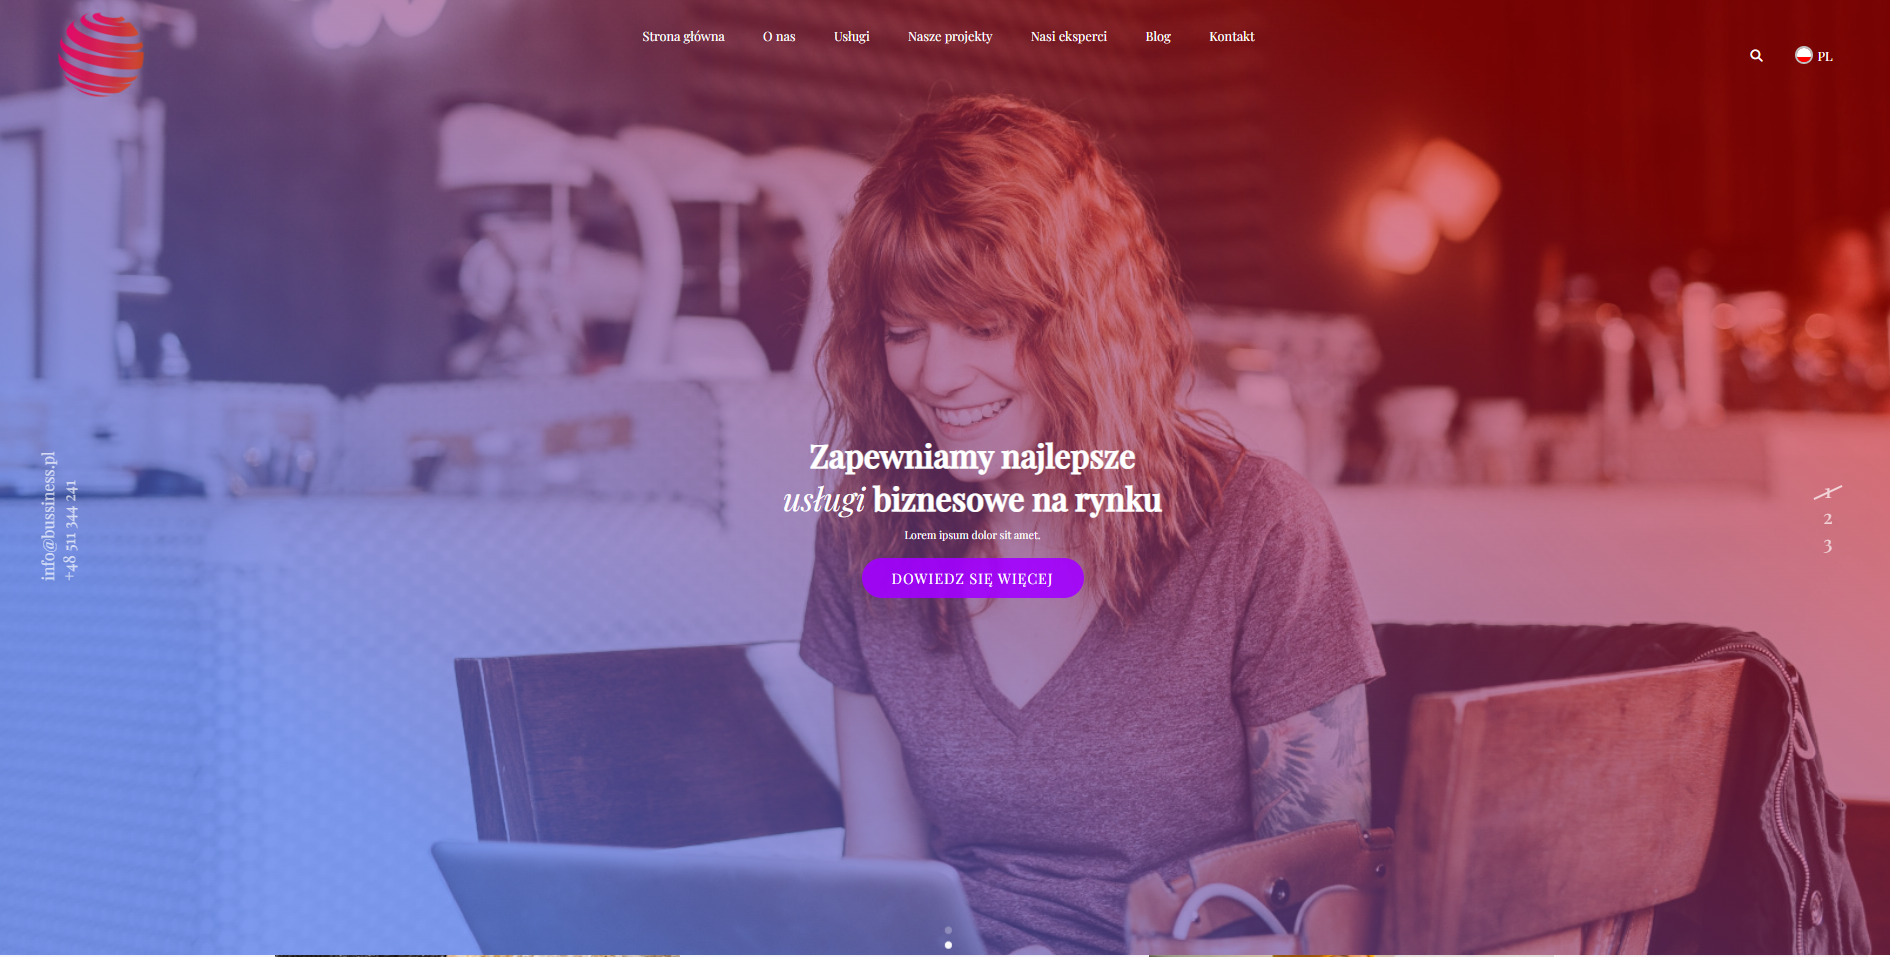 Strona główna
O nas
Usługi
Nasze projekty
Nasi eksperci
Blog
Kontakt
PL
info@bussiness.pl
+48 511 344 241
Zapewniamy najlepsze
usługi biznesowe na rynku
Lorem ipsum dolor sit amet.
DOWIEDZ SIĘ WIĘCEJ
1
2
3